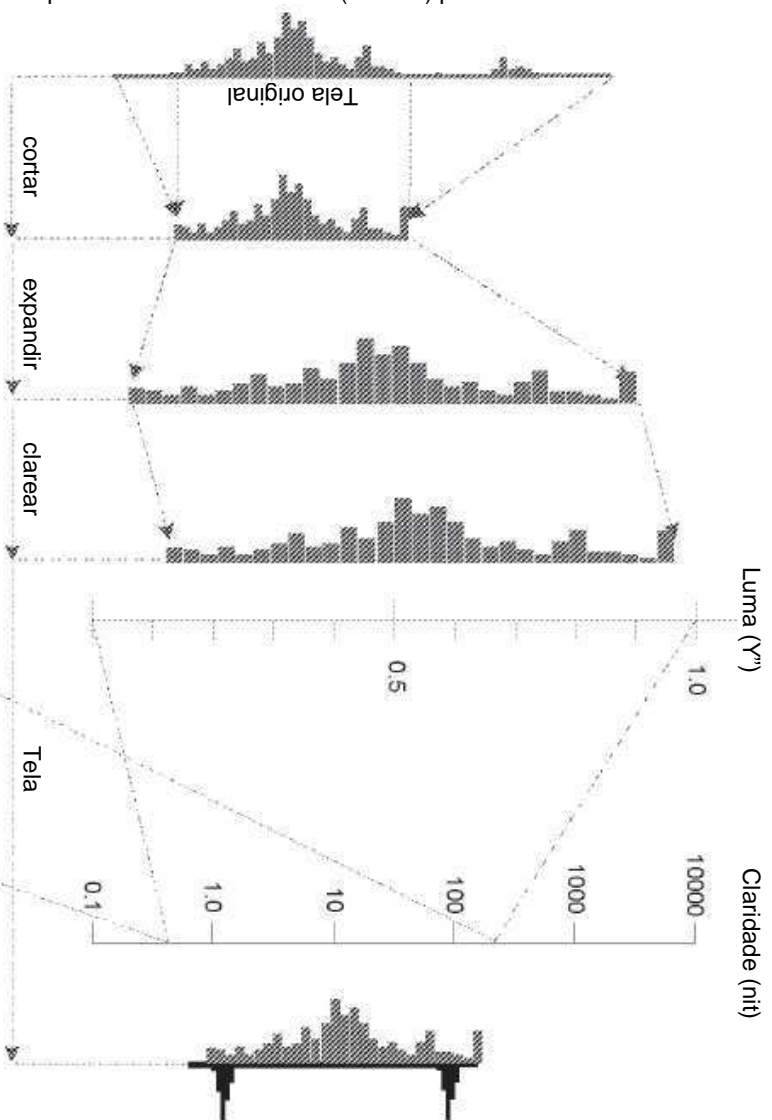 Tela original
cortar
expandir
clarear
Tela
Luma (Y")
0.5
1.0
Claridade (nit)
0.1
1.0
10
100
1000
10000